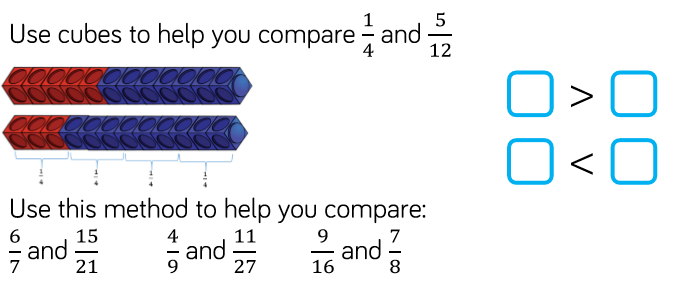 Use cubes to help you compare 1/4 and 5/12
> 
<
1/4 1/4 1/4 1/4
Use this method to help you compare:
6/7 and 15/21 4/9 and 11/27 9/16 and 7/8